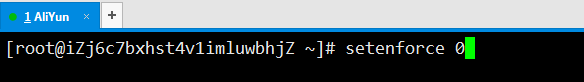 1 AliYun ×
[root@iZj6c7bxhst4v1imluwbhjZ ~]# setenforce 0